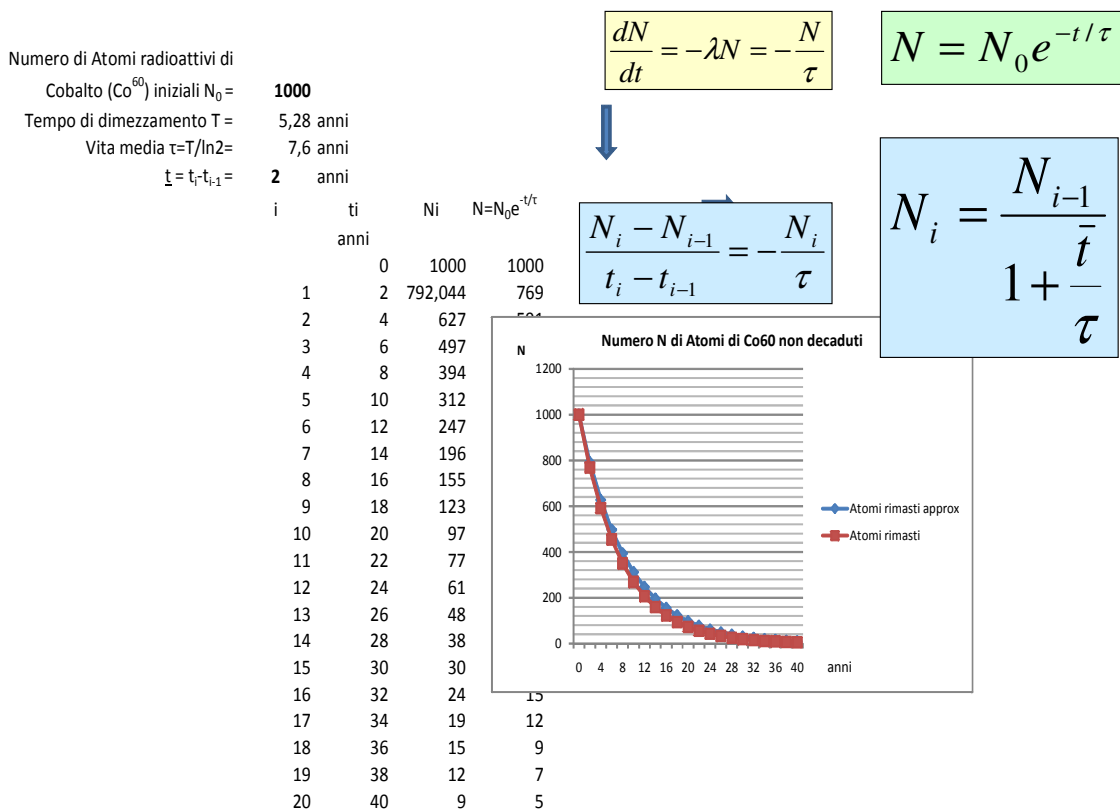 Numero di Atomi radioattivi di
Cobalto (Co⁶⁰) iniziali N₀ = 1000
Tempo di dimezzamento T = 5,28 anni
Vita media τ=T/ln2= 7,6 anni
t = tᵢ-tᵢ₋₁ = 2 anni
dN/dt = −λN = −N/τ
N = N₀e^(−t/τ)
(Nᵢ − Nᵢ₋₁)/(tᵢ − tᵢ₋₁) = −Nᵢ/τ
Nᵢ = Nᵢ₋₁/(1 + t̄/τ)
i ti Ni N=N₀e^(-t/τ)
anni
0 1000 1000
1 2 792,044 769
2 4 627
3 6 497
4 8 394
5 10 312
6 12 247
7 14 196
8 16 155
9 18 123
10 20 97
11 22 77
12 24 61
13 26 48
14 28 38
15 30 30
16 32 24 15
17 34 19 12
18 36 15 9
19 38 12 7
20 40 9 5
Numero N di Atomi di Co60 non decaduti
N
1200
1000
800
600
400
200
0
0 4 8 12 16 20 24 28 32 36 40 anni
Atomi rimasti approx
Atomi rimasti